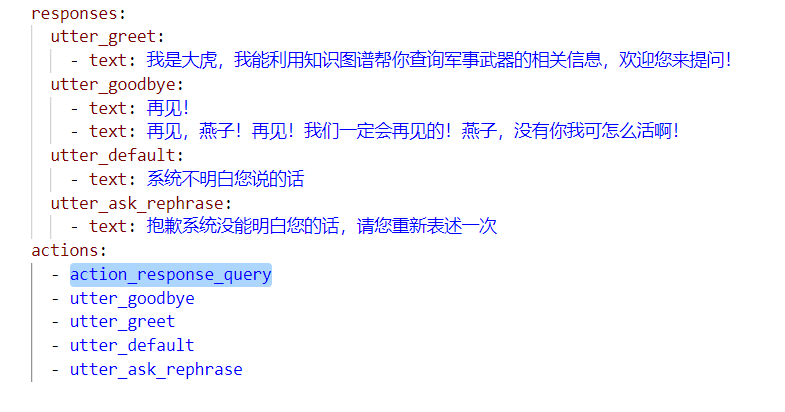 responses:
utter_greet:
- text: 我是大虎，我能利用知识图谱帮你查询军事武器的相关信息，欢迎您来提问！
utter_goodbye:
- text: 再见！
- text: 再见，燕子！再见！我们一定会再见的！燕子，没有你我可怎么活啊！
utter_default:
- text: 系统不明白您说的话
utter_ask_rephrase:
- text: 抱歉系统没能明白您的话，请您重新表述一次
actions:
- action_response_query
- utter_goodbye
- utter_greet
- utter_default
- utter_ask_rephrase